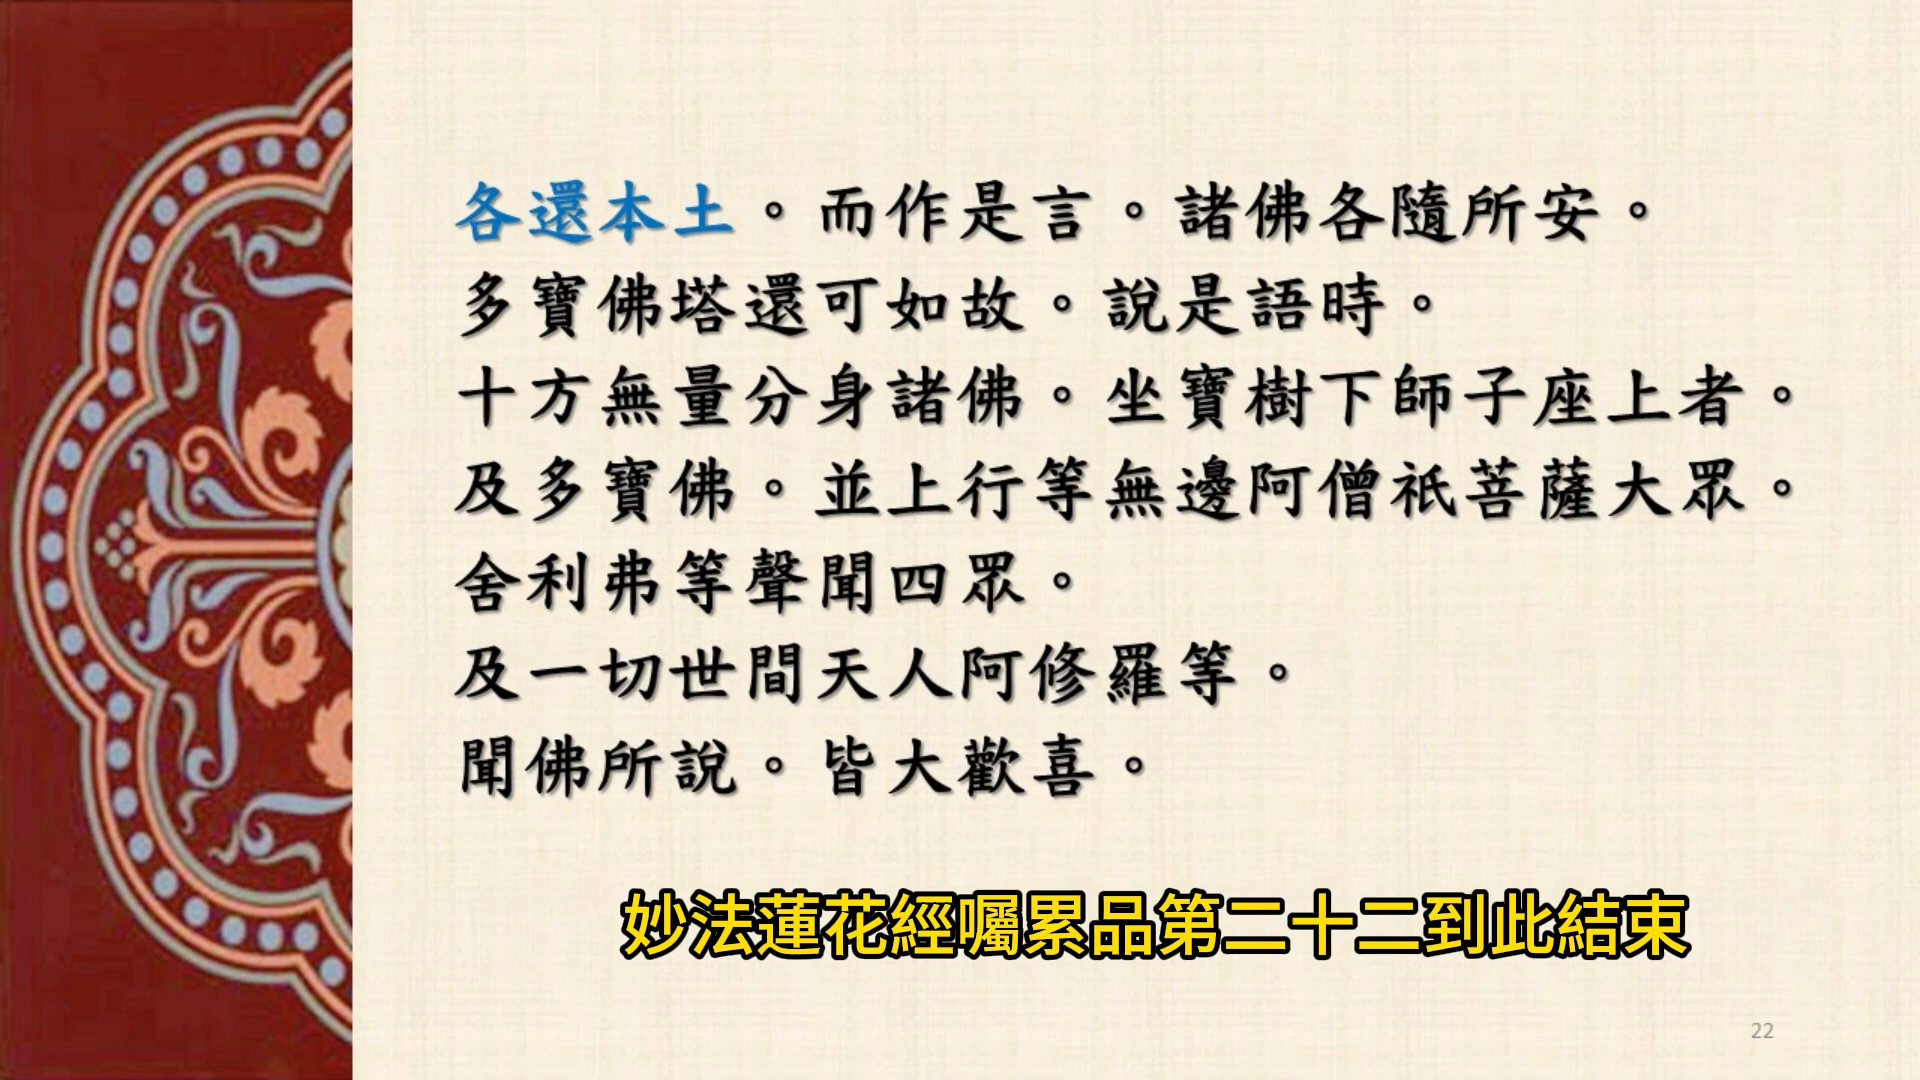 各還本土。而作是言。諸佛各隨所安。
多寶佛塔還可如故。說是語時。
十方無量分身諸佛。坐寶樹下師子座上者。
及多寶佛。並上行等無邊阿僧祇菩薩大眾。
舍利弗等聲聞四眾。
及一切世間天人阿修羅等。
聞佛所說。皆大歡喜。
妙法蓮花經囑累品第二十二到此結束
22